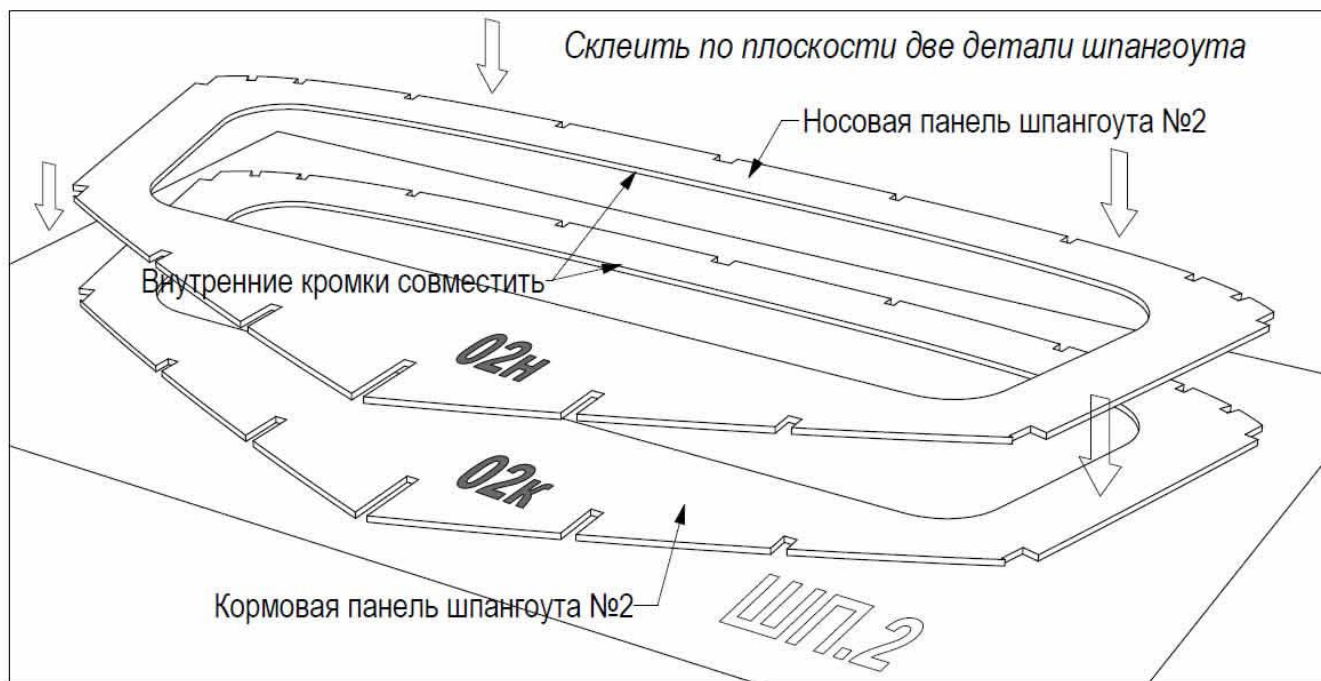 Склеить по плоскости две детали шпангоута
Носовая панель шпангоута №2
Внутренние кромки совместить
02Н
02К
Кормовая панель шпангоута №2
ШП.2